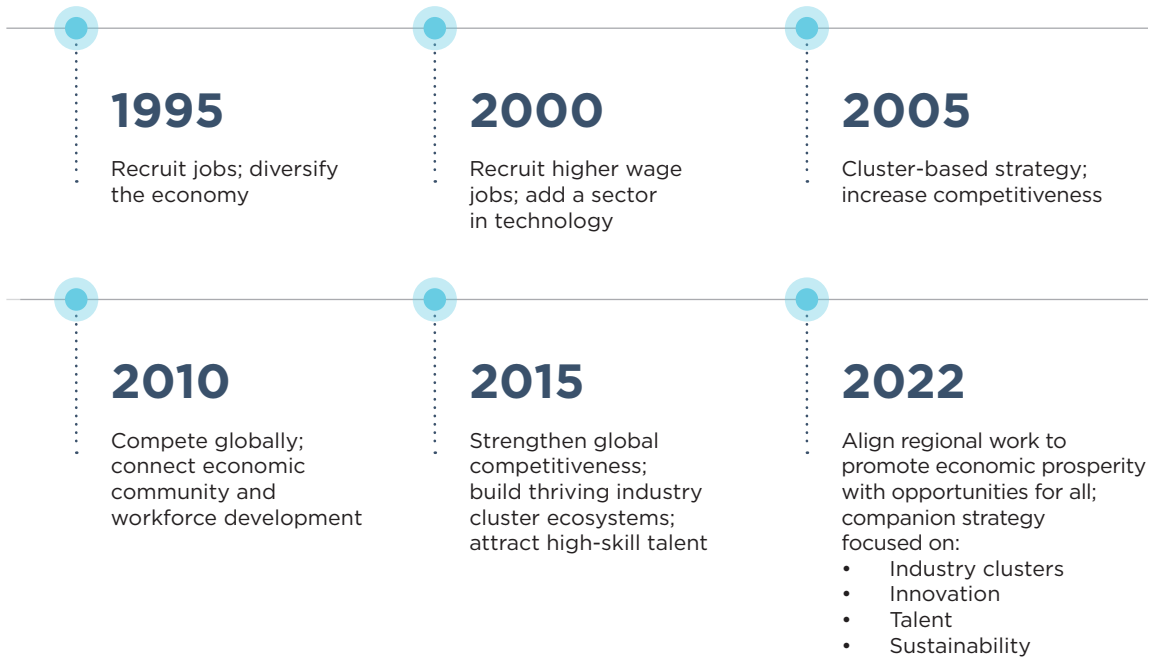 1995
Recruit jobs; diversify
the economy
2000
Recruit higher wage
jobs; add a sector
in technology
2005
Cluster-based strategy;
increase competitiveness
2010
Compete globally;
connect economic
community and
workforce development
2015
Strengthen global
competitiveness;
build thriving industry
cluster ecosystems;
attract high-skill talent
2022
Align regional work to
promote economic prosperity
with opportunities for all;
companion strategy
focused on:
• Industry clusters
• Innovation
• Talent
• Sustainability